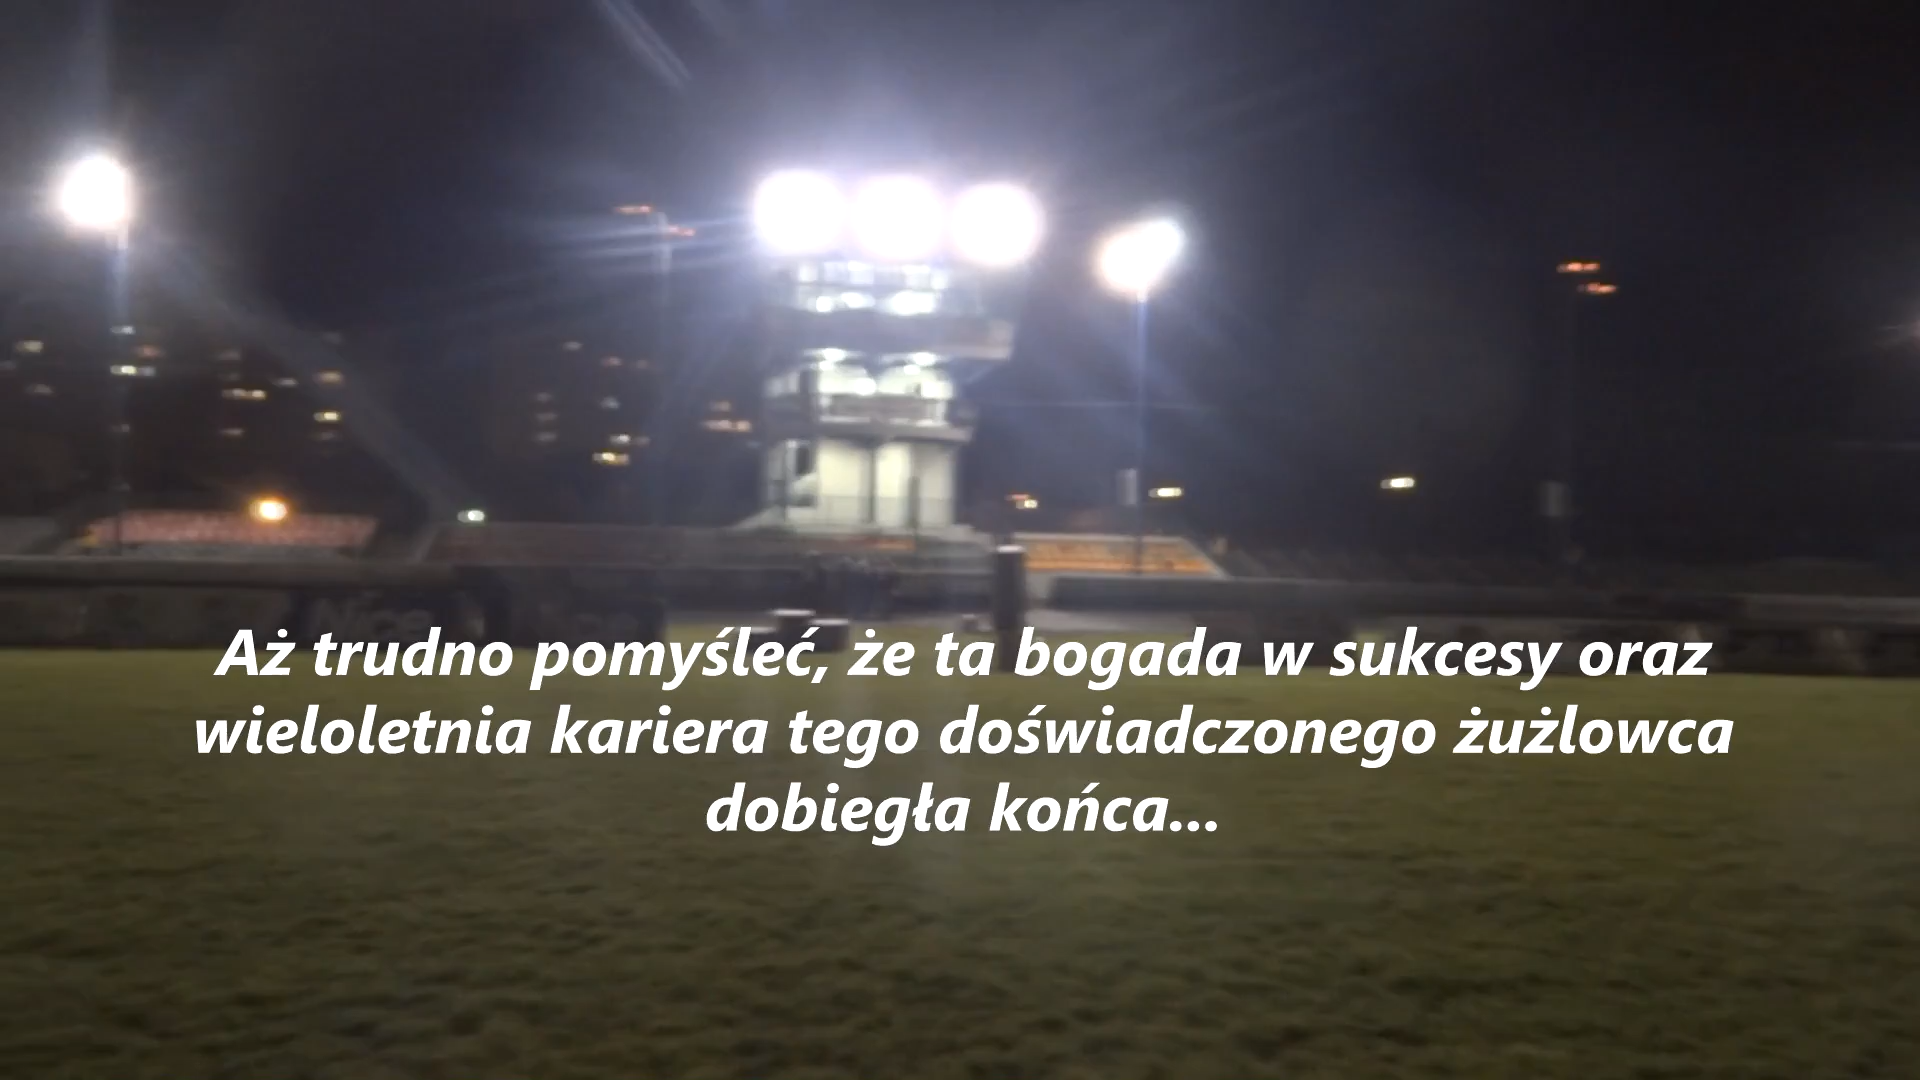 Aż trudno pomyśleć, że ta bogada w sukcesy oraz
wieloletnia kariera tego doświadczonego żużlowca
dobiegła końca...